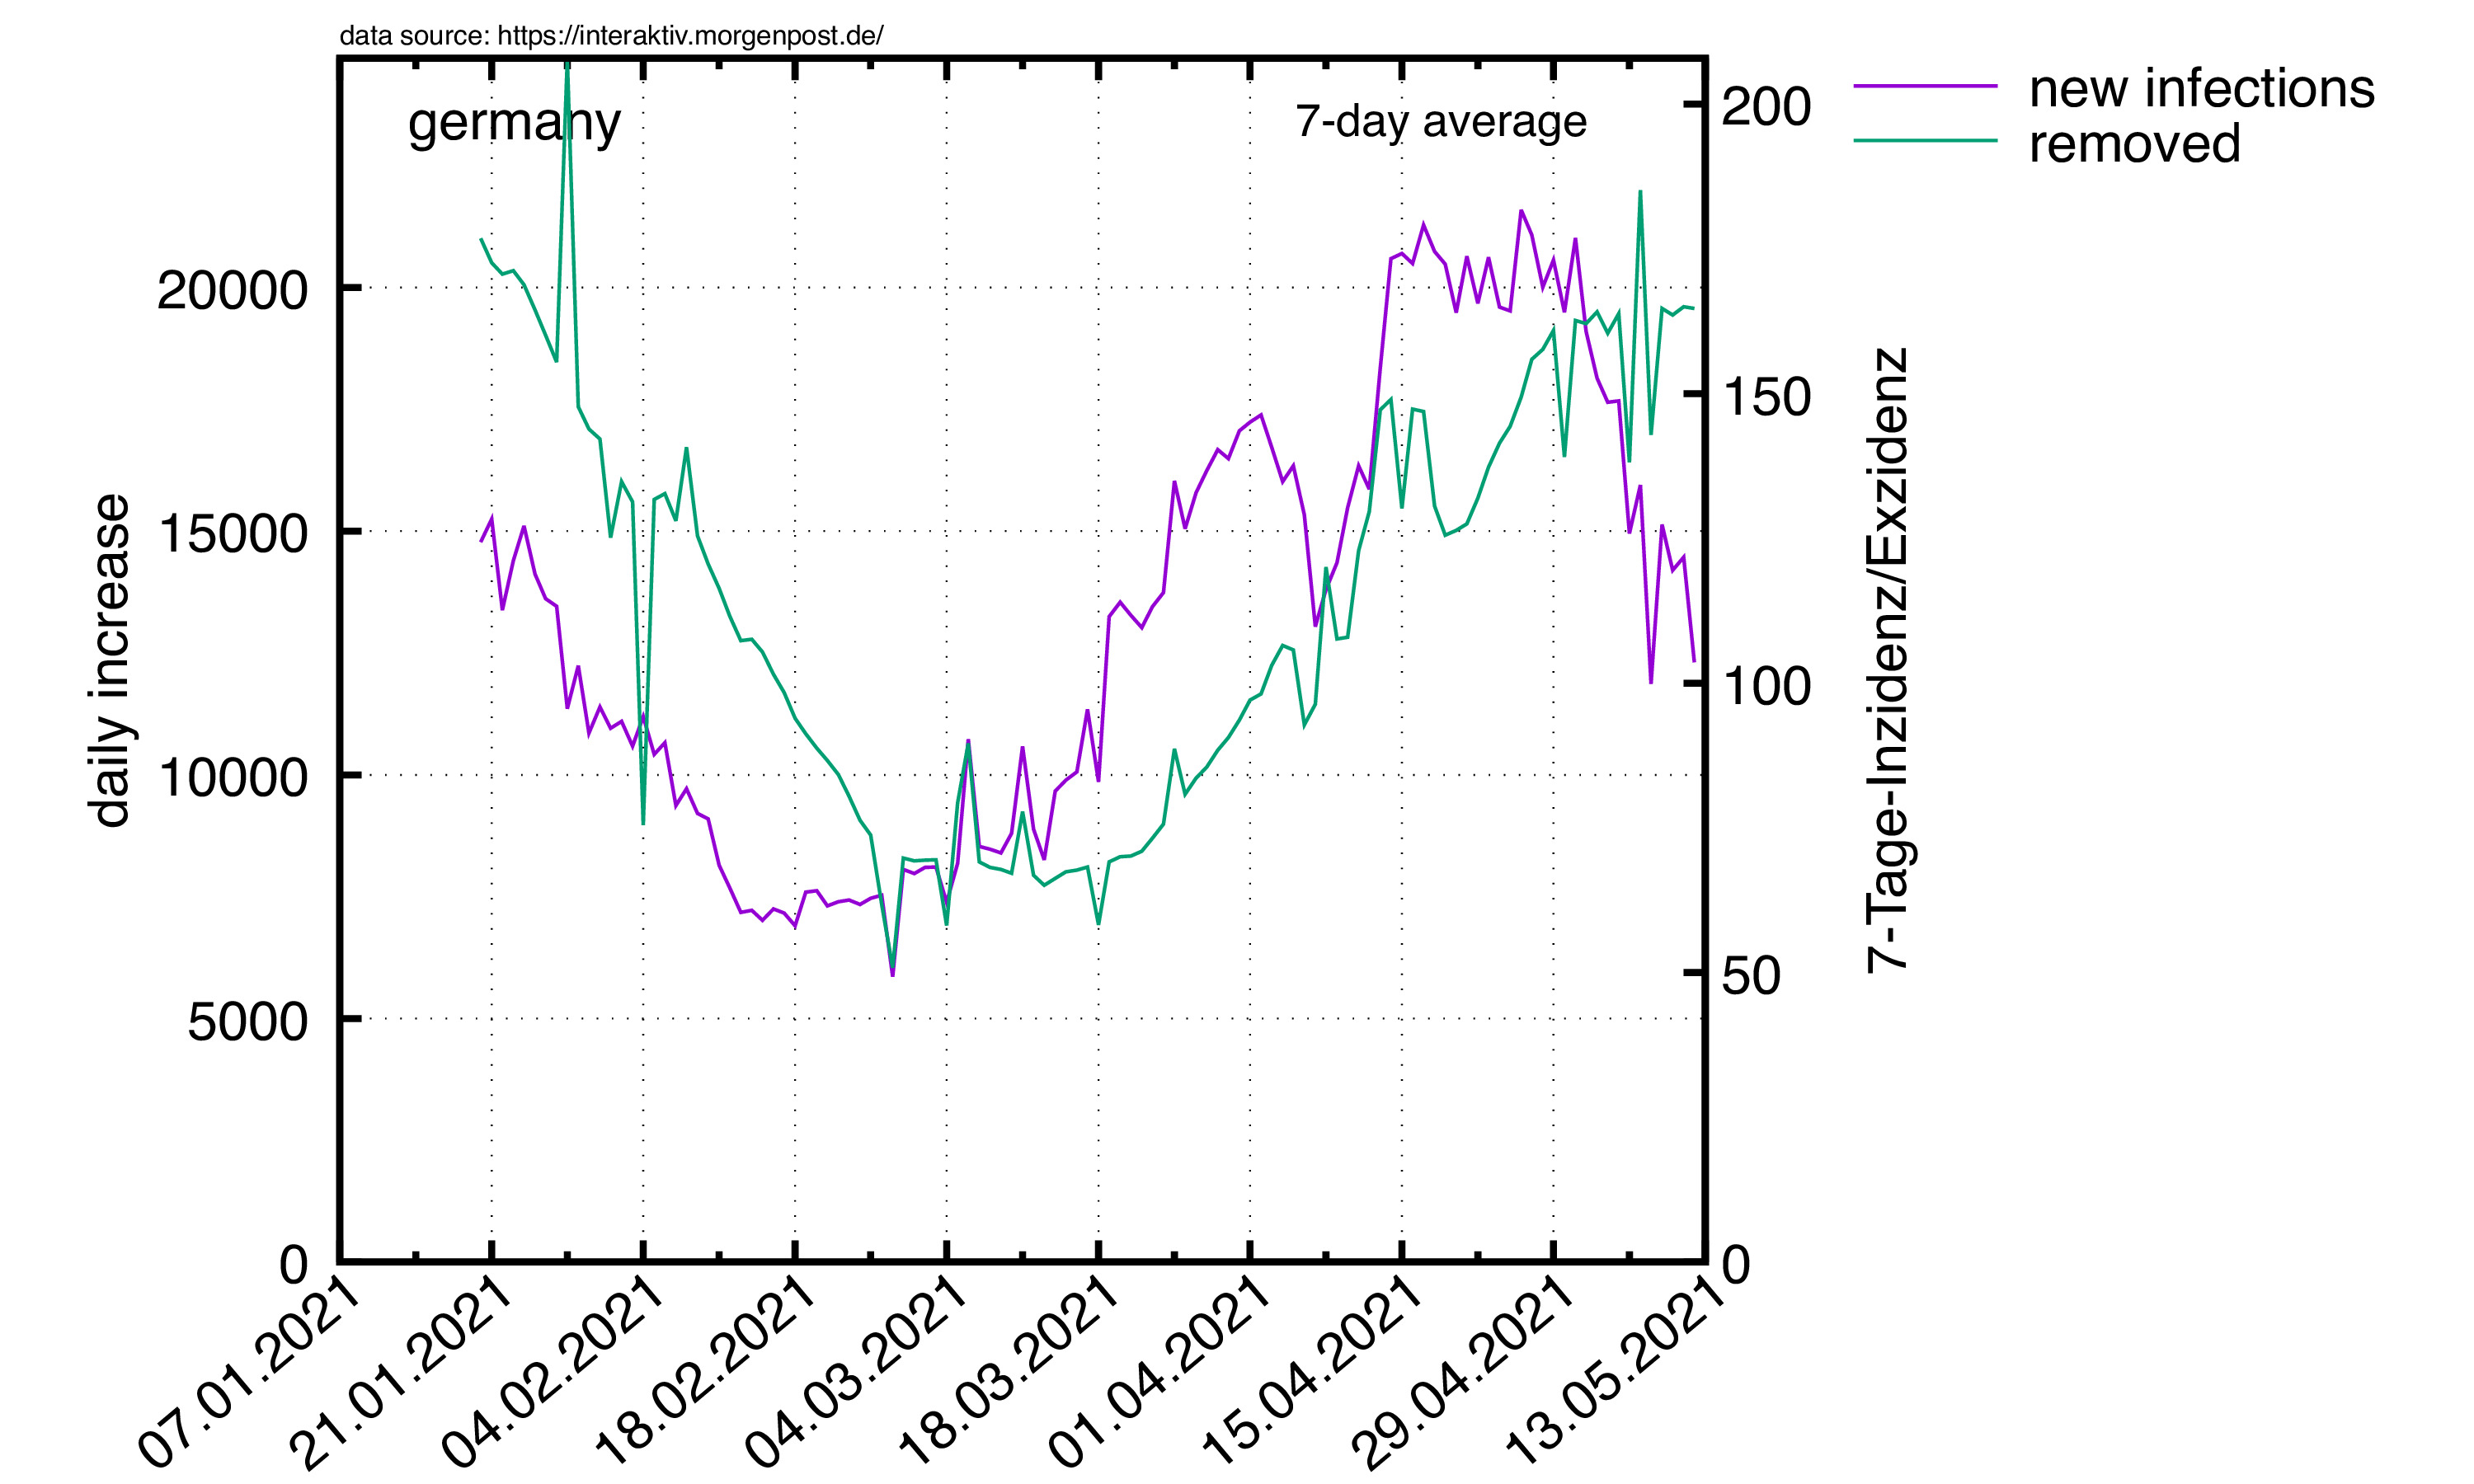 data source: https://interaktiv.morgenpost.de/
germany
7-day average
new infections
removed
daily increase
20000
15000
10000
5000
0
200
150
100
50
0
7-Tage-Inzidenz/Exzidenz
07.01.2021
21.01.2021
04.02.2021
18.02.2021
04.03.2021
18.03.2021
01.04.2021
15.04.2021
29.04.2021
13.05.2021